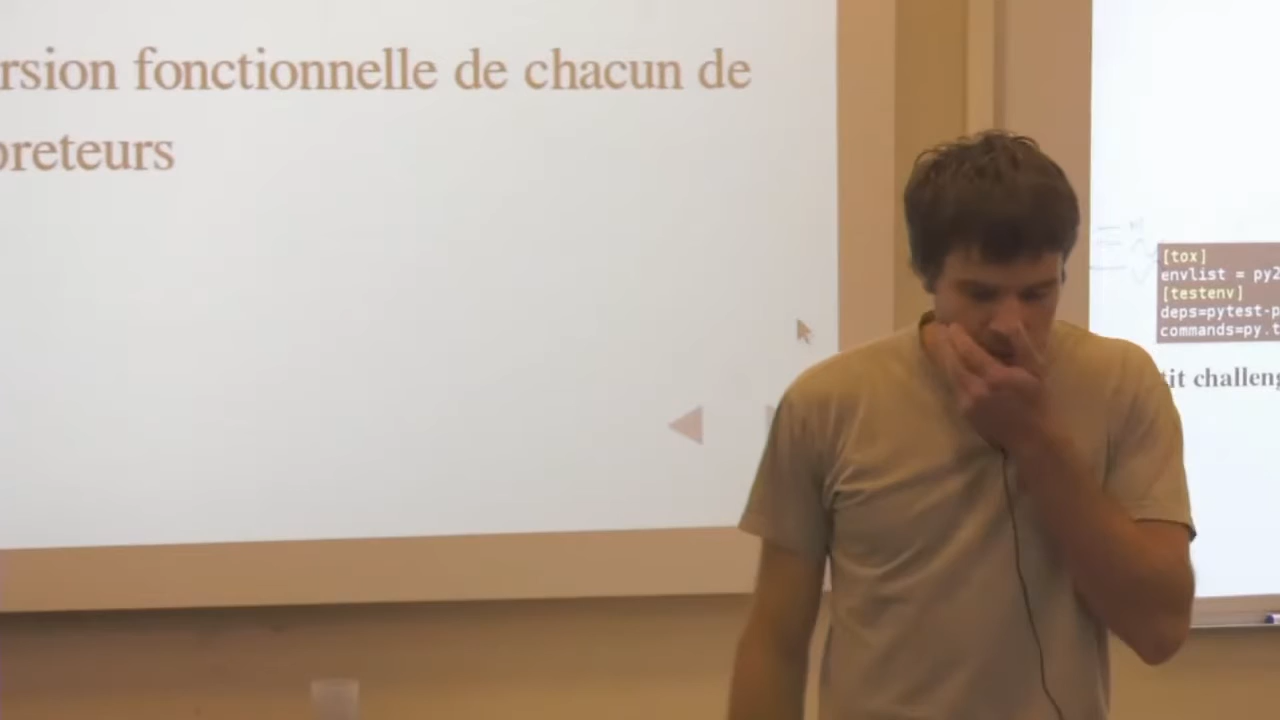 rsion fonctionnelle de chacun de
preteurs
[tox]
envlist = py2
[testenv]
deps=pytest-p
commands=py.t
tit challeng